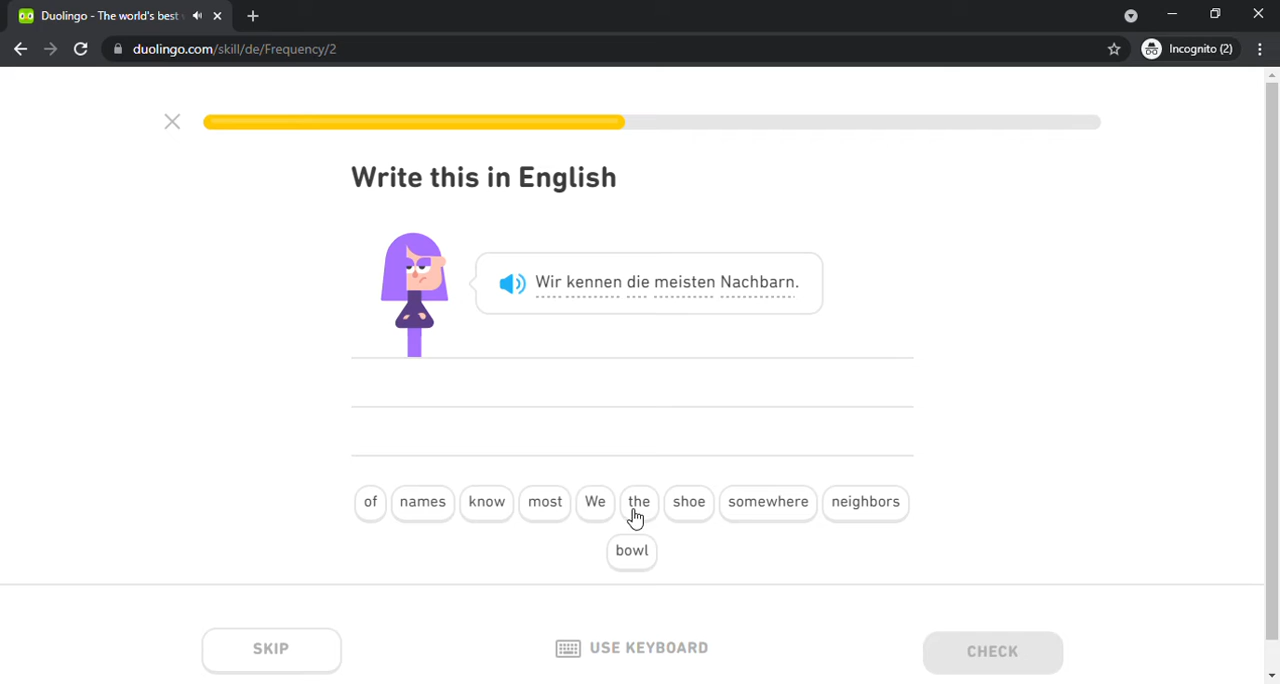 Duolingo - The world's best
duolingo.com/skill/de/Frequency/2
Incognito (2)
Write this in English
Wir kennen die meisten Nachbarn.
of names know most We the shoe somewhere neighbors
bowl
SKIP
USE KEYBOARD
CHECK